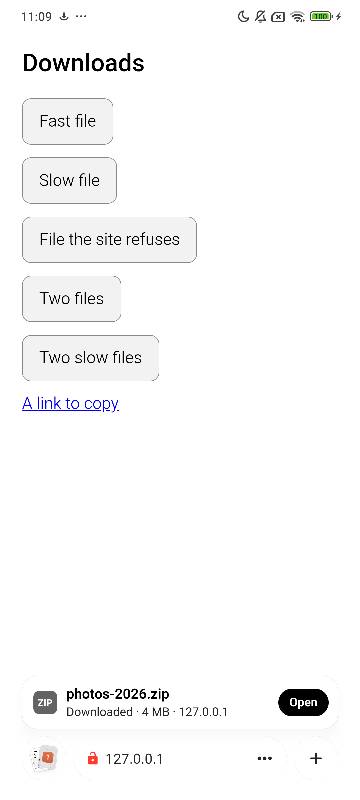 11:09
100
Downloads
Fast file
Slow file
File the site refuses
Two files
Two slow files
A link to copy
ZIP
photos-2026.zip
Downloaded · 4 MB · 127.0.0.1
Open
127.0.0.1